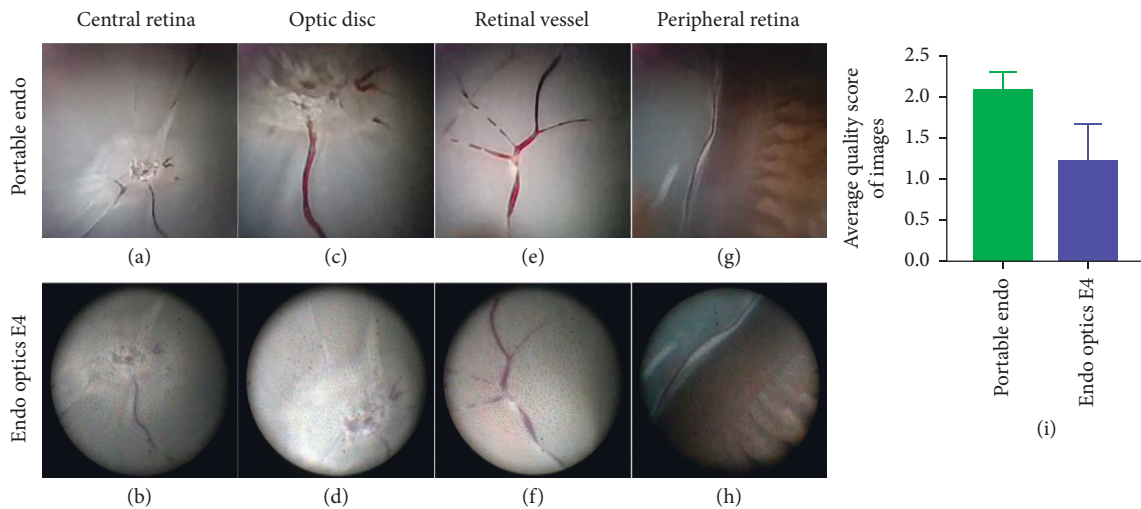 Central retina
Optic disc
Retinal vessel
Peripheral retina
Portable endo
(a)
(c)
(e)
(g)
Endo optics E4
(b)
(d)
(f)
(h)
Average quality score
of images
2.5
2.0
1.5
1.0
0.5
0.0
Portable endo
Endo optics E4
(i)